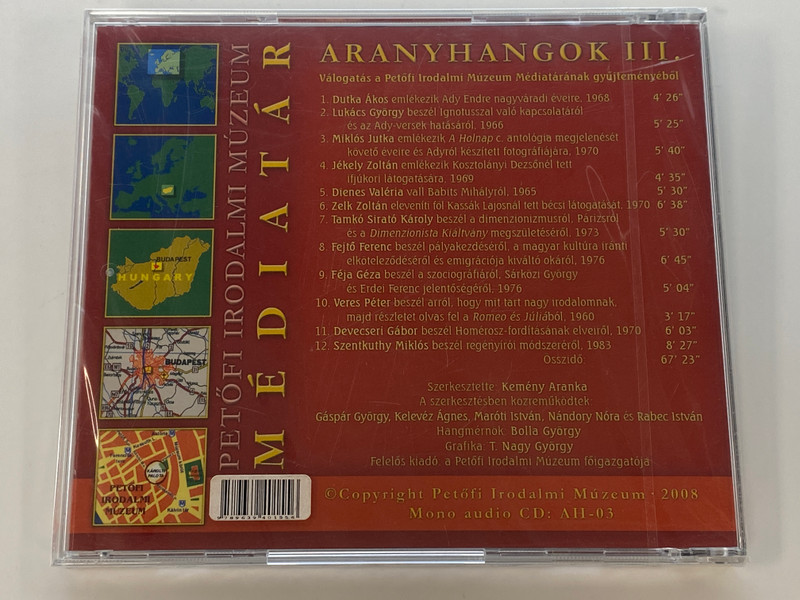 ARANYHANGOK III.
Válogatás a Petőfi Irodalmi Múzeum Médiatárának gyűjteményéből
1. Dutka Ákos emlékezik Ady Endre nagyváradi éveire, 1968 4' 26"
2. Lukács György beszél Ignotusszal való kapcsolatáról
és az Ady-versek hatásáról, 1966 5' 25"
3. Miklós Jutka emlékezik A Holnap c. antológia megjelenését
követő éveire és Adyról készített fotográfiájára, 1970 5' 40"
4. Jékely Zoltán emlékezik Kosztolányi Dezsőnél tett
ifjúkori látogatására, 1969 4' 35"
5. Dienes Valéria vall Babits Mihályról, 1965 5' 30"
6. Zelk Zoltán eleveníti föl Kassák Lajosnál tett bécsi látogatását, 1970 6' 38"
7. Tamkó Sirató Károly beszél a dimenzionizmusról, Párizsról
és a Dimenzionista Kiáltvány megszületéséről, 1973 5' 30"
8. Fejtő Ferenc beszél pályakezdéséről, a magyar kultúra iránti
elkötelezódéséről és emigrációja kiváltó okáról, 1976 6' 45"
9. Féja Géza beszél a szociográfiáról, Sárközi György
és Erdei Ferenc jelentőségéről, 1976 5' 04"
10. Veres Péter beszél arról, hogy mit tart nagy irodalomnak,
majd részletet olvas fel a Romeo és Júliából, 1960 3' 17"
11. Devecseri Gábor beszél Homérosz-fordításának elveiről, 1970 6' 03"
12. Szentkuthy Miklós beszél regényírói módszeréről, 1983 8' 27"
Összidő: 67' 23"
Szerkesztette: Kemény Aranka
A szerkesztésben közreműködtek:
Gáspár György, Kelevéz Ágnes, Maróti István, Nándory Nóra és Rabec István
Hangmérnök: Bolla György
Grafika: T. Nagy György
Felelős kiadó: a Petőfi Irodalmi Múzeum főigazgatója
©Copyright Petőfi Irodalmi Múzeum · 2008
Mono audio CD: AH-03
PETŐFI IRODALMI MÚZEUM
MÉDIATÁR
BUDAPEST
HUNGARY
BUDAPEST
KÁROLYI
PALOTA
PETŐFI
IRODALMI
MÚZEUM
Kálvin tér